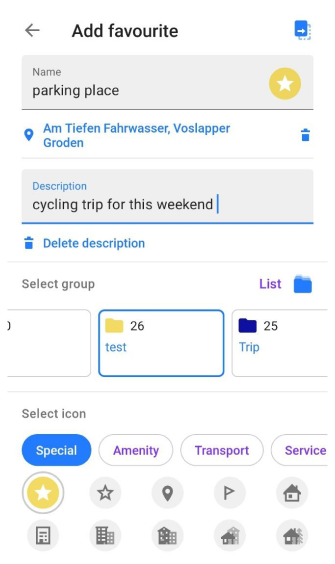 Add favourite
Name
parking place
Am Tiefen Fahrwasser, Voslapper
Groden
Description
cycling trip for this weekend
Delete description
Select group
List
26
test
25
Trip
Select icon
Special
Amenity
Transport
Service